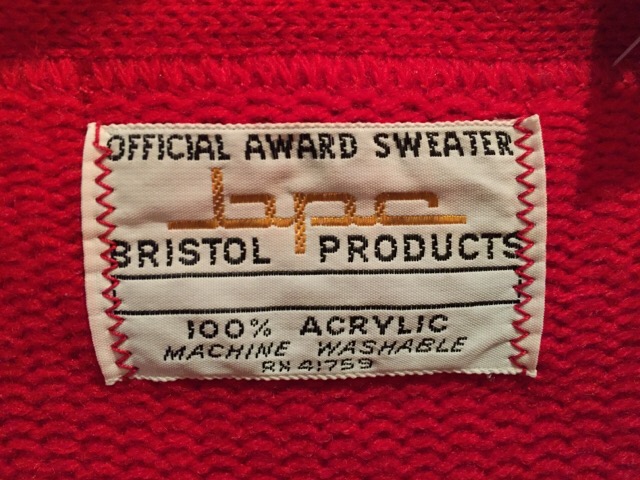 OFFICIAL AWARD SWEATER
bpc
BRISTOL PRODUCTS
100% ACRYLIC
MACHINE WASHABLE
RN 41759